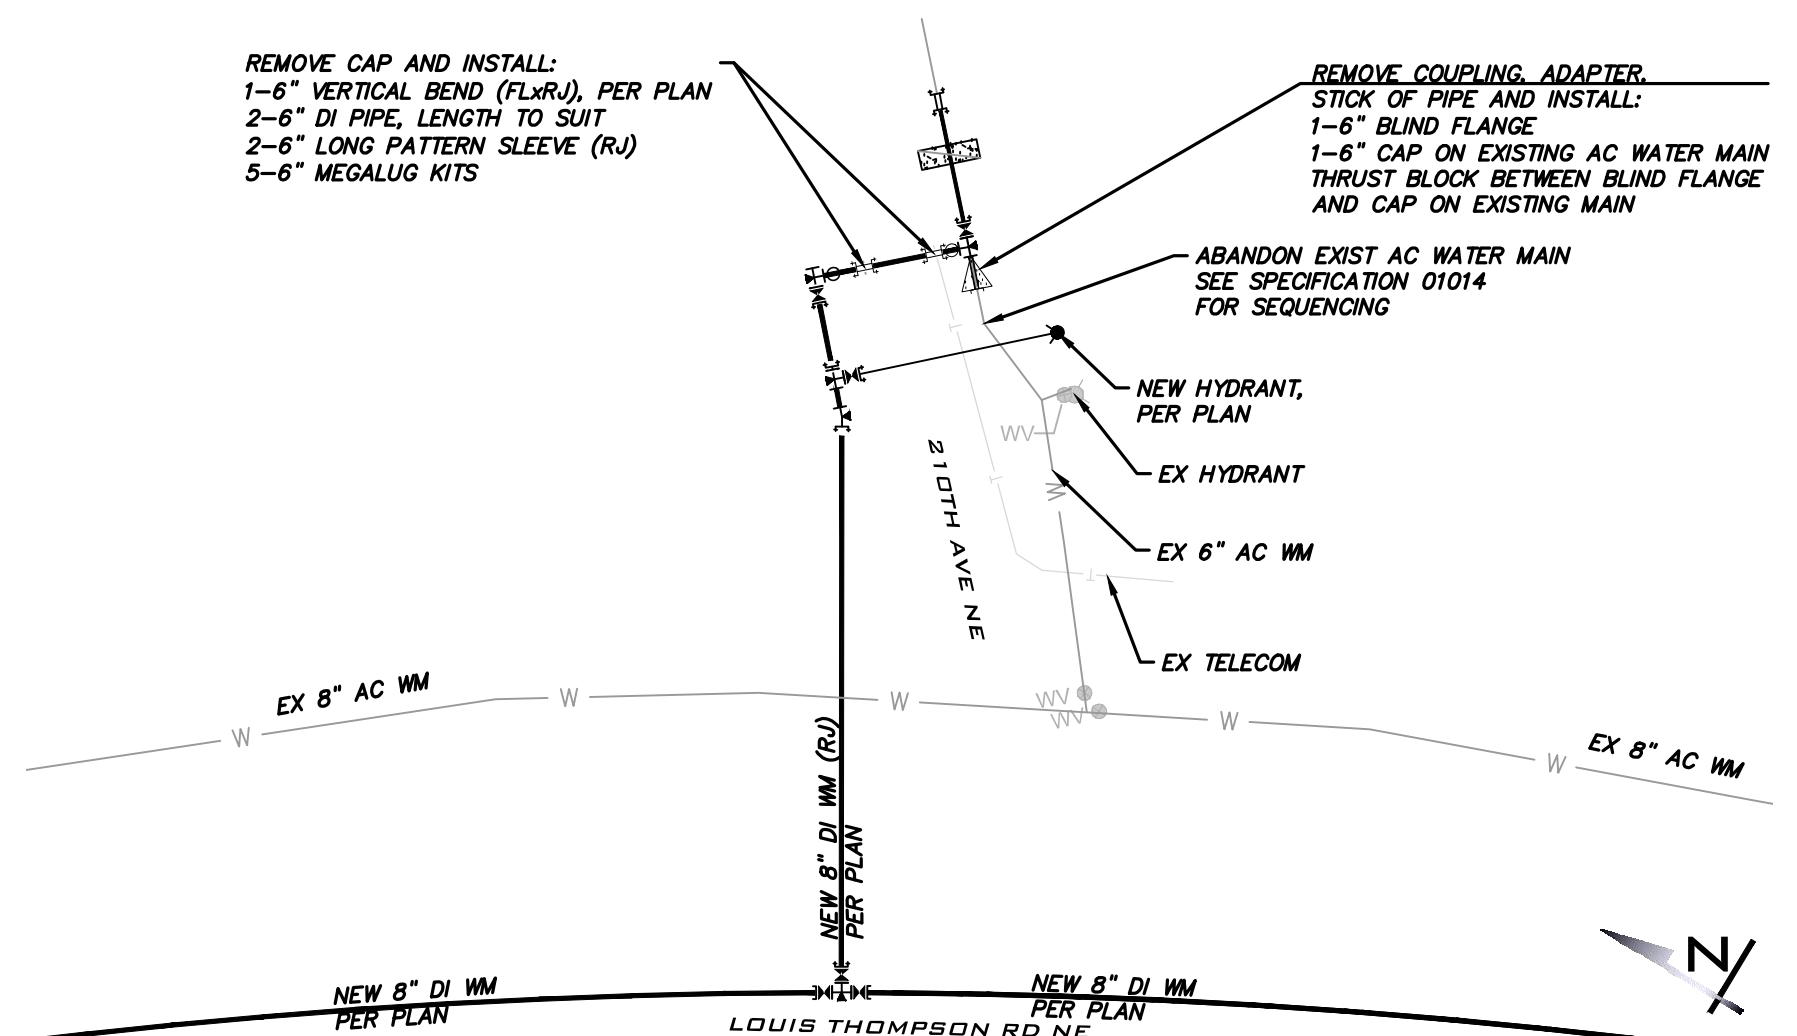 REMOVE CAP AND INSTALL:
1-6" VERTICAL BEND (FLxRJ), PER PLAN
2-6" DI PIPE, LENGTH TO SUIT
2-6" LONG PATTERN SLEEVE (RJ)
5-6" MEGALUG KITS
REMOVE COUPLING, ADAPTER,
STICK OF PIPE AND INSTALL:
1-6" BLIND FLANGE
1-6" CAP ON EXISTING AC WATER MAIN
THRUST BLOCK BETWEEN BLIND FLANGE
AND CAP ON EXISTING MAIN
ABANDON EXIST AC WATER MAIN
SEE SPECIFICATION 01014
FOR SEQUENCING
NEW HYDRANT,
PER PLAN
WV
EX HYDRANT
210TH AVE NE
W
EX 6" AC WM
T
T
T
EX TELECOM
EX 8" AC WM
W
W
W
WV
WV
W
W
EX 8" AC WM
NEW 8" DI WM (RJ)
PER PLAN
N
NEW 8" DI WM
PER PLAN
NEW 8" DI WM
PER PLAN
LOUIS THOMPSON RD NE